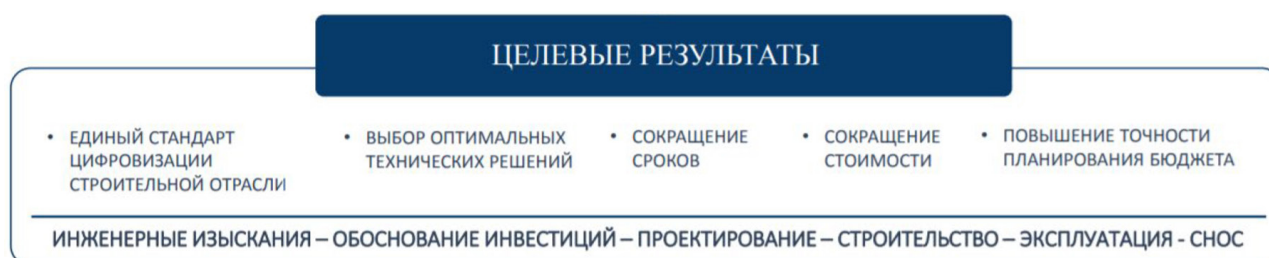 ЦЕЛЕВЫЕ РЕЗУЛЬТАТЫ
• ЕДИНЫЙ СТАНДАРТ
ЦИФРОВИЗАЦИИ
СТРОИТЕЛЬНОЙ ОТРАСЛИ
• ВЫБОР ОПТИМАЛЬНЫХ
ТЕХНИЧЕСКИХ РЕШЕНИЙ
• СОКРАЩЕНИЕ
СРОКОВ
• СОКРАЩЕНИЕ
СТОИМОСТИ
• ПОВЫШЕНИЕ ТОЧНОСТИ
ПЛАНИРОВАНИЯ БЮДЖЕТА
ИНЖЕНЕРНЫЕ ИЗЫСКАНИЯ – ОБОСНОВАНИЕ ИНВЕСТИЦИЙ – ПРОЕКТИРОВАНИЕ – СТРОИТЕЛЬСТВО – ЭКСПЛУАТАЦИЯ - СНОС